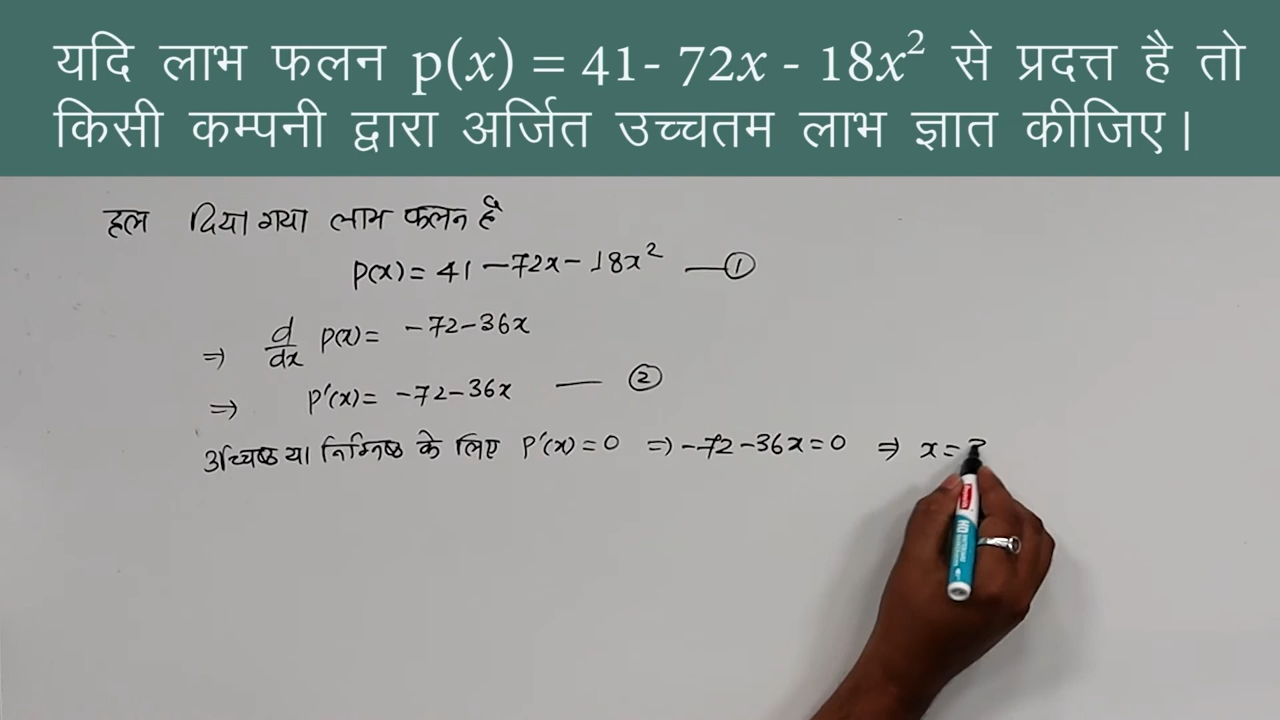 यदि लाभ फलन p(x) = 41- 72x - 18x² से प्रदत्त है तो
किसी कम्पनी द्वारा अर्जित उच्चतम लाभ ज्ञात कीजिए।
हल दिया गया लाभ फलन है
P(x) = 41 - 72x - 18x² — ①
⇒ d/dx P(x) = -72-36x
⇒ P'(x) = -72-36x — ②
उच्चिष्ठ या निम्निष्ठ के लिए P'(x) = 0 ⇒ -72-36x = 0 ⇒ x =